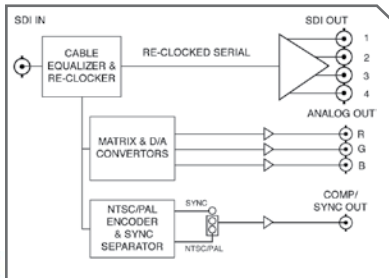 SDI IN
SDI OUT
CABLE
EQUALIZER &
RE-CLOCKER
RE-CLOCKED SERIAL
1
2
3
4
ANALOG OUT
MATRIX & D/A
CONVERTORS
R
G
B
NTSC/PAL
ENCODER
& SYNC
SEPARATOR
SYNC
NTSC/PAL
COMP/
SYNC OUT